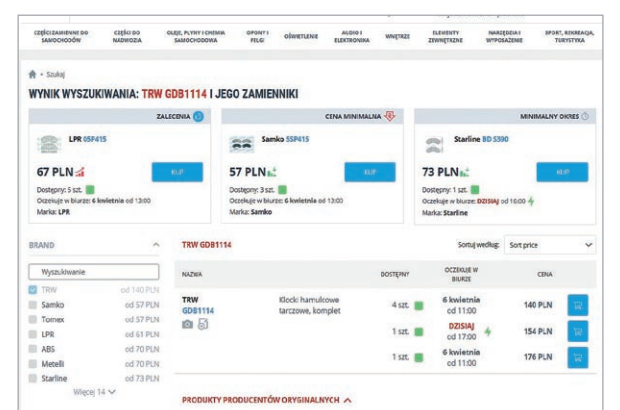 CZĘŚCI ZAMIENNE DO SAMOCHODÓW
CZĘŚCI DO NADWOZIA
OLEJE, PŁYNY I CHEMIA SAMOCHODOWA
OPONY I FELGI
OŚWIETLENIE
AUDIO I ELEKTRONIKA
WNĘTRZE
ELEMENTY ZEWNĘTRZNE
NARZĘDZIA I WYPOSAŻENIE
SPORT, REKREACJA, TURYSTYKA
• Szukaj
WYNIK WYSZUKIWANIA: TRW GDB1114 I JEGO ZAMIENNIKI
ZALECENIA
LPR 05P415
67 PLN
KUP
Dostępny: 5 szt.
Oczekuje w biurze: 6 kwietnia od 13:00
Marka: LPR
CENA MINIMALNA
Samko 5SP415
57 PLN
KUP
Dostępny: 3 szt.
Oczekuje w biurze: 6 kwietnia od 13:00
Marka: Samko
MINIMALNY OKRES
Starline BD S390
73 PLN
KUP
Dostępny: 1 szt.
Oczekuje w biurze: DZISIAJ od 16:00
Marka: Starline
BRAND
Wyszukiwanie
TRW od 140 PLN
Samko od 57 PLN
Tomex od 57 PLN
LPR od 61 PLN
ABS od 70 PLN
Metelli od 70 PLN
Starline od 73 PLN
Więcej 14
TRW GDB1114
Sortuj według: Sort price
NAZWA DOSTĘPNY OCZEKUJE W BIURZE CENA
TRW GDB1114
Klocki hamulcowe tarczowe, komplet
4 szt. 6 kwietnia od 11:00 140 PLN
1 szt. DZISIAJ od 17:00 154 PLN
1 szt. 6 kwietnia od 11:00 176 PLN
PRODUKTY PRODUCENTÓW ORYGINALNYCH